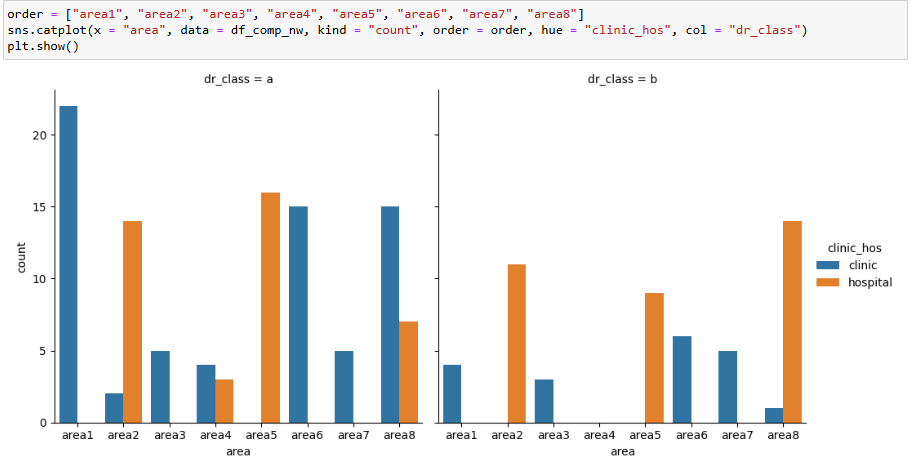 order = ["area1", "area2", "area3", "area4", "area5", "area6", "area7", "area8"]
sns.catplot(x = "area", data = df_comp_nw, kind = "count", order = order, hue = "clinic_hos", col = "dr_class")
plt.show()
dr_class = a
dr_class = b
20
15
10
5
0
count
area1 area2 area3 area4 area5 area6 area7 area8
area
area1 area2 area3 area4 area5 area6 area7 area8
area
clinic_hos
clinic
hospital